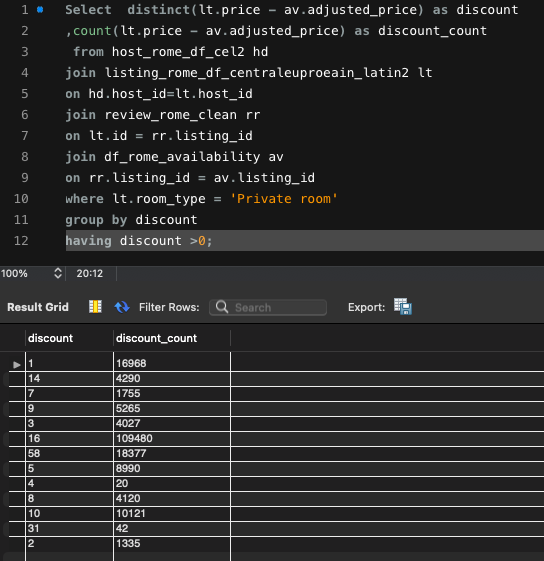 1 Select distinct(lt.price - av.adjusted_price) as discount
2 ,count(lt.price - av.adjusted_price) as discount_count
3 from host_rome_df_cel2 hd
4 join listing_rome_df_centraleuproeain_latin2 lt
5 on hd.host_id=lt.host_id
6 join review_rome_clean rr
7 on lt.id = rr.listing_id
8 join df_rome_availability av
9 on rr.listing_id = av.listing_id
10 where lt.room_type = 'Private room'
11 group by discount
12 having discount >0;
100% 20:12
Result Grid Filter Rows: Search Export:
discount discount_count
1 16968
14 4290
7 1755
9 5265
3 4027
16 109480
58 18377
5 8990
4 20
8 4120
10 10121
31 42
2 1335